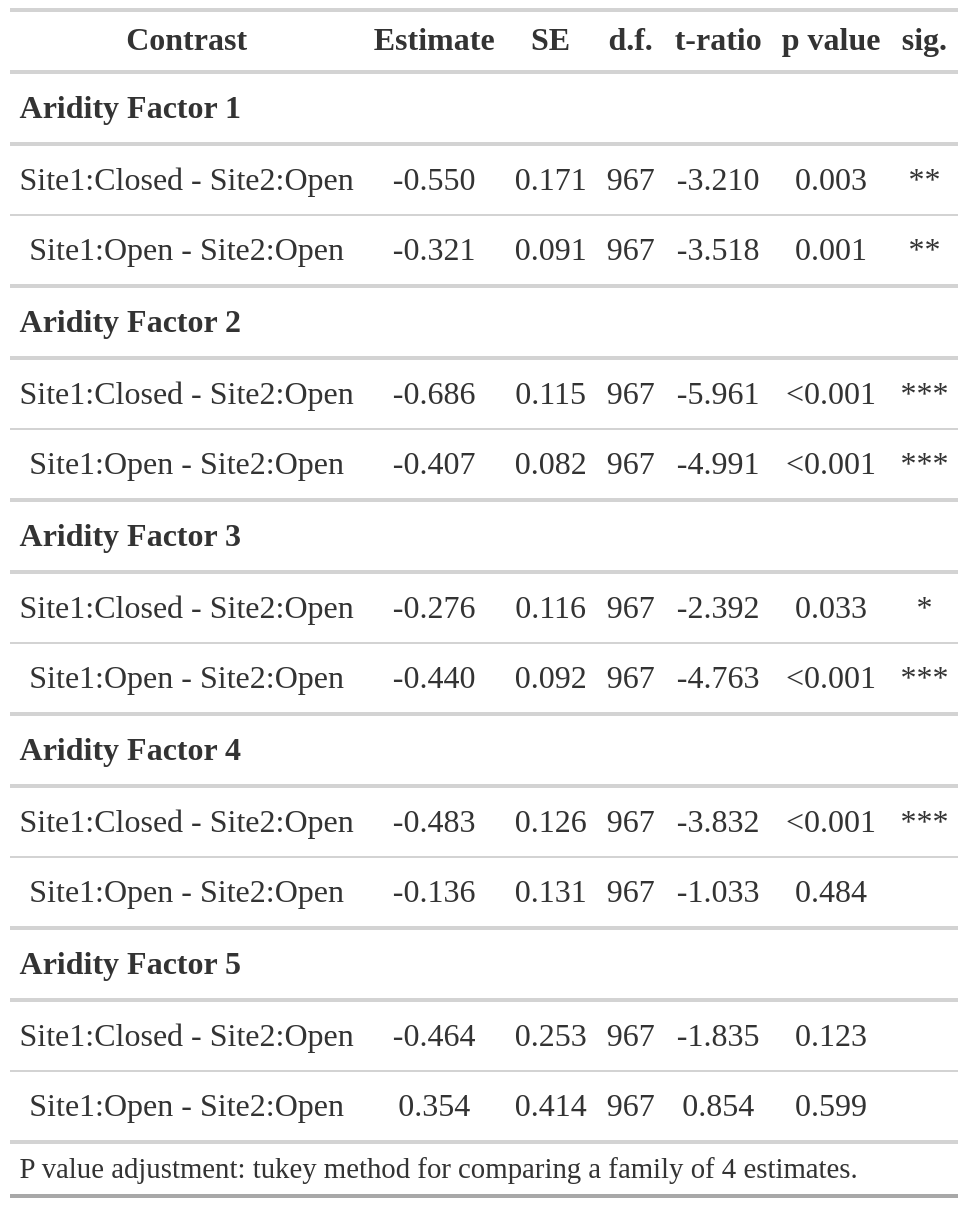 Contrast Estimate SE d.f. t-ratio p value sig.
Aridity Factor 1
Site1:Closed - Site2:Open -0.550 0.171 967 -3.210 0.003 **
Site1:Open - Site2:Open -0.321 0.091 967 -3.518 0.001 **
Aridity Factor 2
Site1:Closed - Site2:Open -0.686 0.115 967 -5.961 <0.001 ***
Site1:Open - Site2:Open -0.407 0.082 967 -4.991 <0.001 ***
Aridity Factor 3
Site1:Closed - Site2:Open -0.276 0.116 967 -2.392 0.033 *
Site1:Open - Site2:Open -0.440 0.092 967 -4.763 <0.001 ***
Aridity Factor 4
Site1:Closed - Site2:Open -0.483 0.126 967 -3.832 <0.001 ***
Site1:Open - Site2:Open -0.136 0.131 967 -1.033 0.484
Aridity Factor 5
Site1:Closed - Site2:Open -0.464 0.253 967 -1.835 0.123
Site1:Open - Site2:Open 0.354 0.414 967 0.854 0.599
P value adjustment: tukey method for comparing a family of 4 estimates.